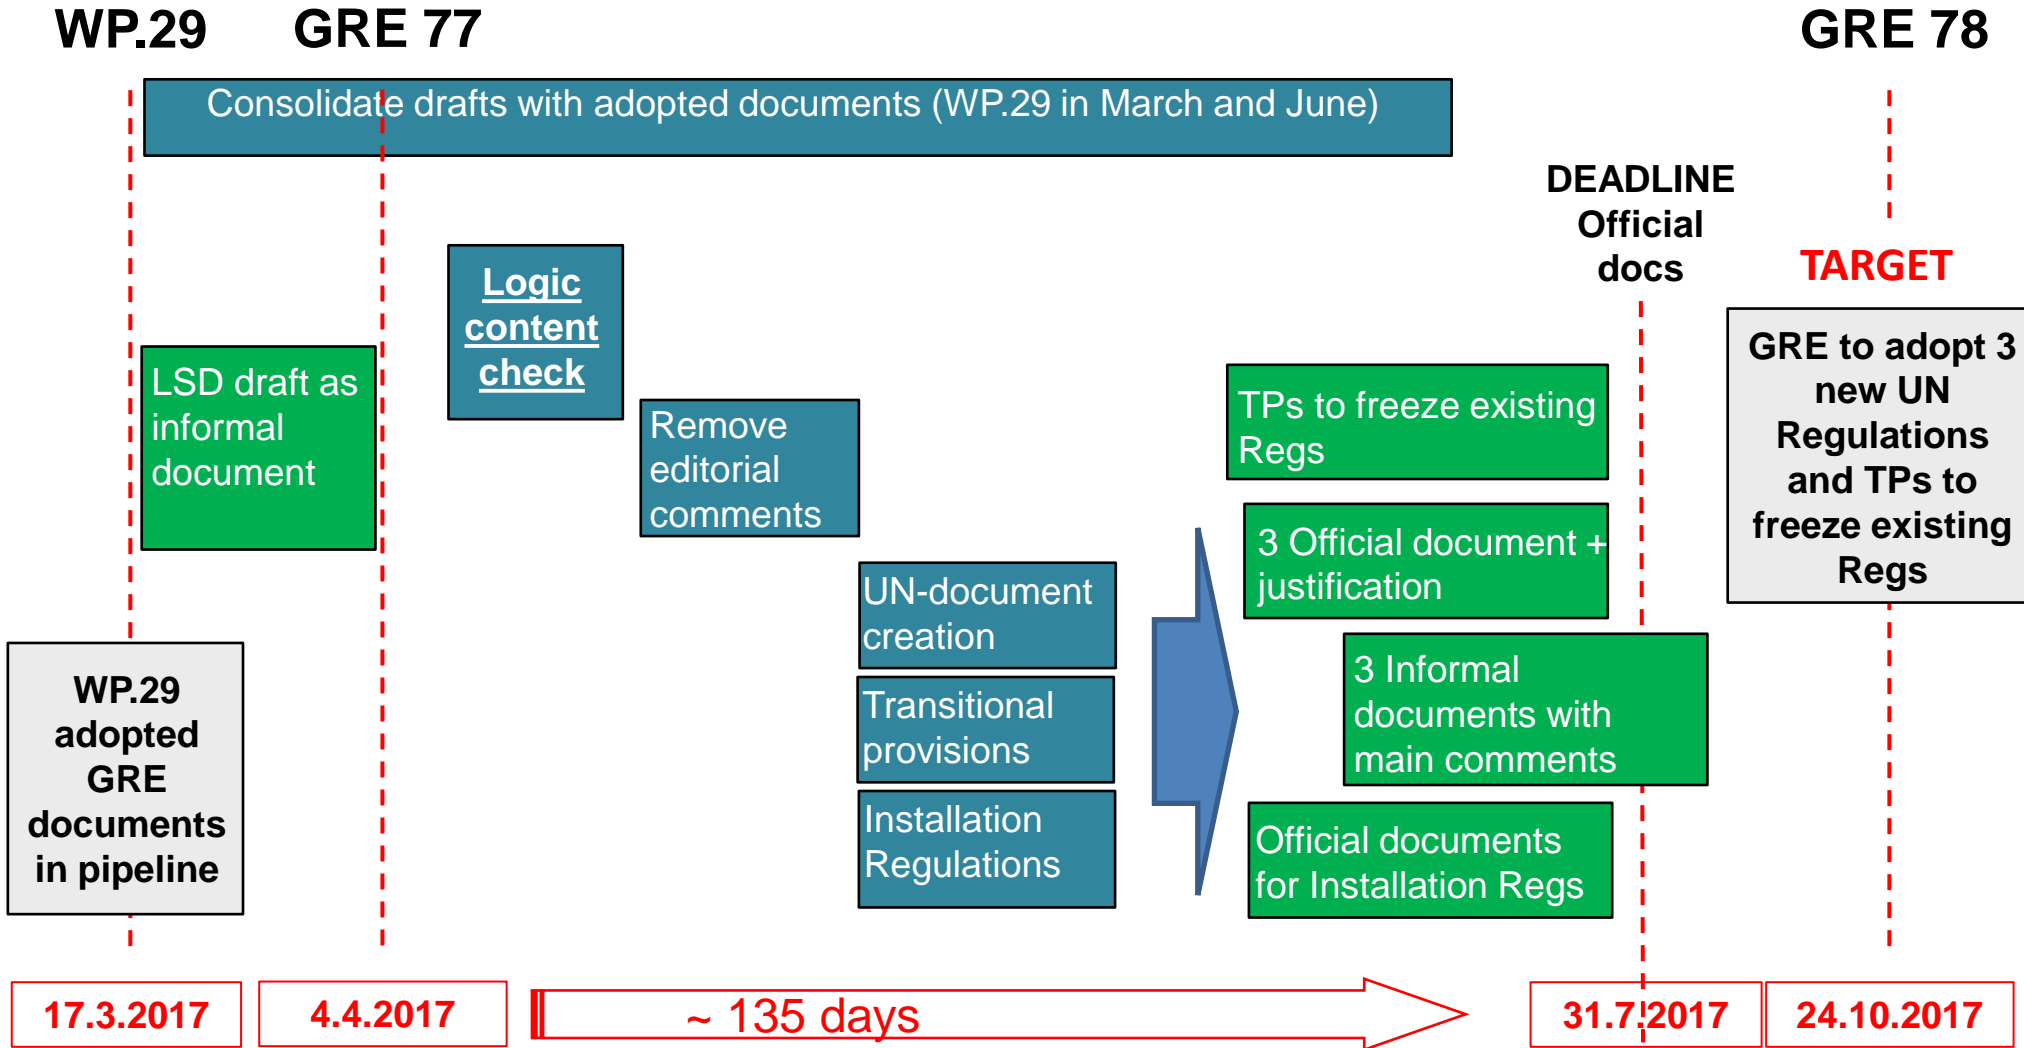 WP.29
GRE 77
GRE 78
Consolidate drafts with adopted documents (WP.29 in March and June)
DEADLINE
Official
docs
TARGET
Logic
content
check
LSD draft as
informal
document
Remove
editorial
comments
UN-document
creation
Transitional
provisions
Installation
Regulations
TPs to freeze existing
Regs
3 Official document +
justification
3 Informal
documents with
main comments
Official documents
for Installation Regs
GRE to adopt 3
new UN
Regulations
and TPs to
freeze existing
Regs
WP.29
adopted
GRE
documents
in pipeline
17.3.2017
4.4.2017
~ 135 days
31.7.2017
24.10.2017